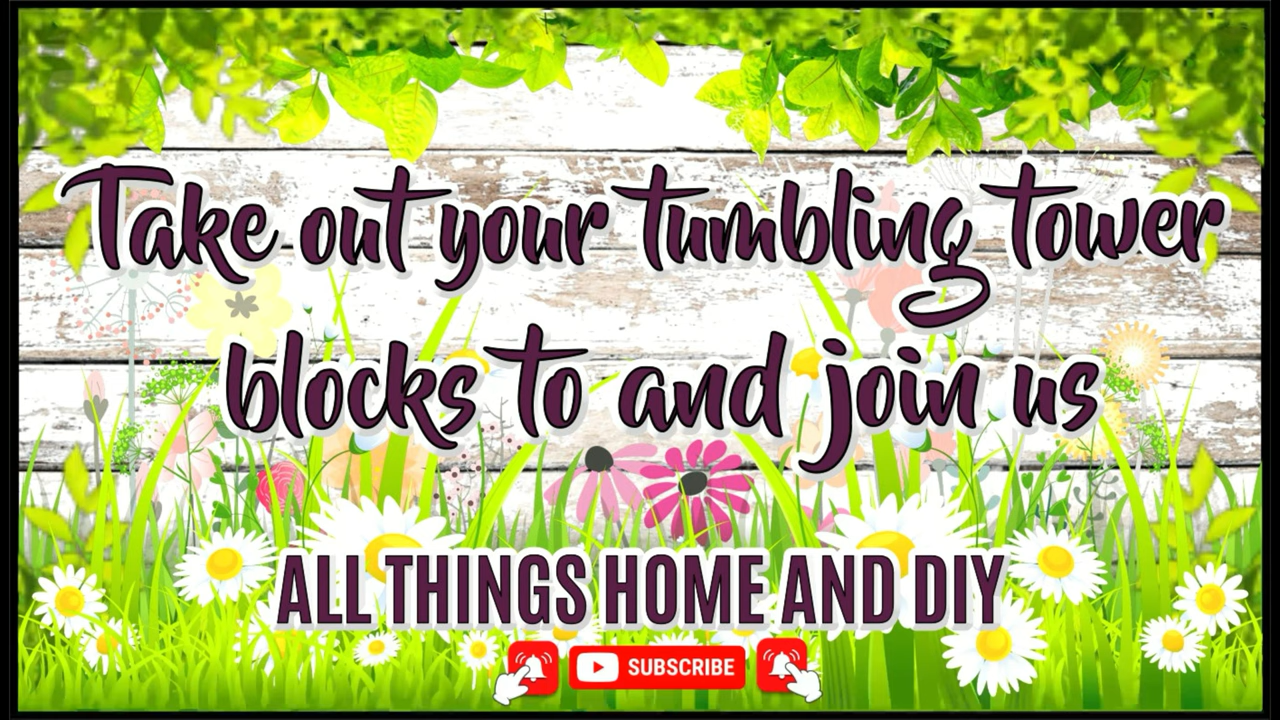 Take out your tumbling tower
blocks to and join us
ALL THINGS HOME AND DIY
SUBSCRIBE